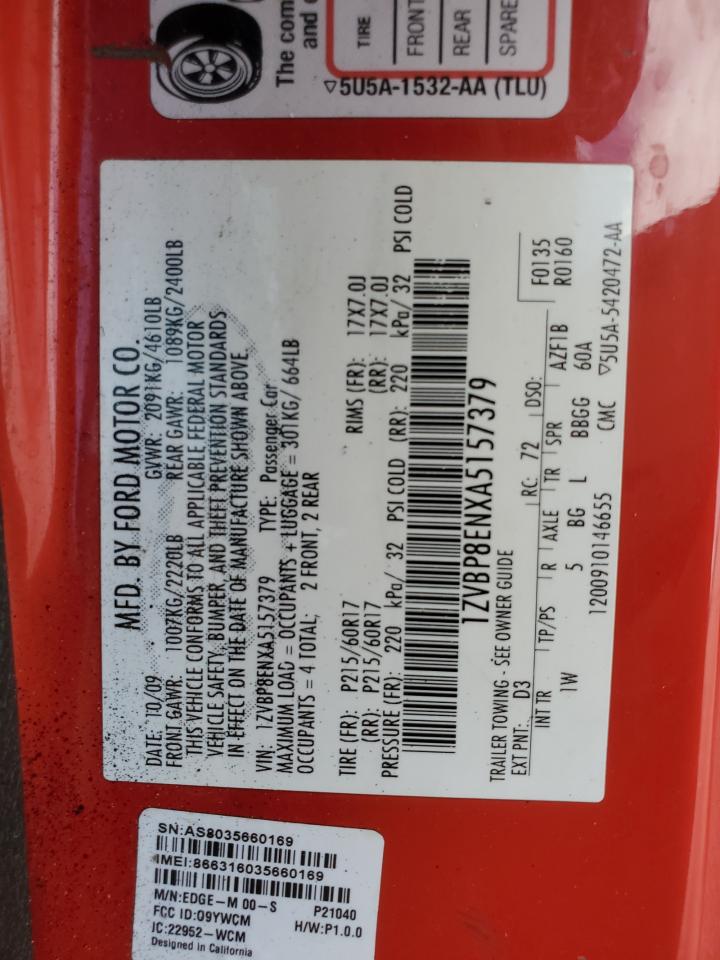 The com
and c
TIRE
FRONT
REAR
SPARE
▽5U5A-1532-AA (TLU)
MFD. BY FORD MOTOR CO.
DATE: 10/09 GVWR: 2091KG/4610LB
FRONT GAWR: 1007KG/2220LB REAR GAWR: 1089KG/2400LB
THIS VEHICLE CONFORMS TO ALL APPLICABLE FEDERAL MOTOR
VEHICLE SAFETY, BUMPER, AND THEFT PREVENTION STANDARDS
IN EFFECT ON THE DATE OF MANUFACTURE SHOWN ABOVE.
VIN: 1ZVBP8ENXA5157379 TYPE: Passenger Car
MAXIMUM LOAD = OCCUPANTS + LUGGAGE = 301KG/ 664LB
OCCUPANTS = 4 TOTAL; 2 FRONT, 2 REAR
TIRE (FR): P215/60R17 RIMS (FR): 17X7.0J
(RR): P215/60R17 (RR): 17X7.0J
PRESSURE (FR): 220 kPa/ 32 PSI COLD (RR): 220 kPa/ 32 PSI COLD
1ZVBP8ENXA5157379
TRAILER TOWING - SEE OWNER GUIDE
EXT PNT: D3 RC: 72 DSO: F0135
R0160
INT TR TP/PS R AXLE TR SPR AZF1B
1W 5 BG L BBGG 60A
1200910146655 CMC ▽5U5A-5420472-AA
SN:AS8035660169
IMEI:866316035660169
M/N:EDGE-M 00-S P21040
FCC ID:O9YWCM H/W:P1.0.0
IC:22952-WCM
Designed in California